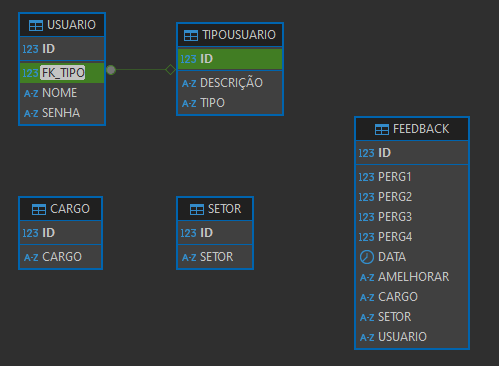 USUARIO
123 ID
123 FK_TIPO
A-Z NOME
A-Z SENHA
TIPOUSUARIO
123 ID
A-Z DESCRIÇÃO
A-Z TIPO
FEEDBACK
123 ID
123 PERG1
123 PERG2
123 PERG3
123 PERG4
DATA
A-Z AMELHORAR
A-Z CARGO
A-Z SETOR
A-Z USUARIO
CARGO
123 ID
A-Z CARGO
SETOR
123 ID
A-Z SETOR